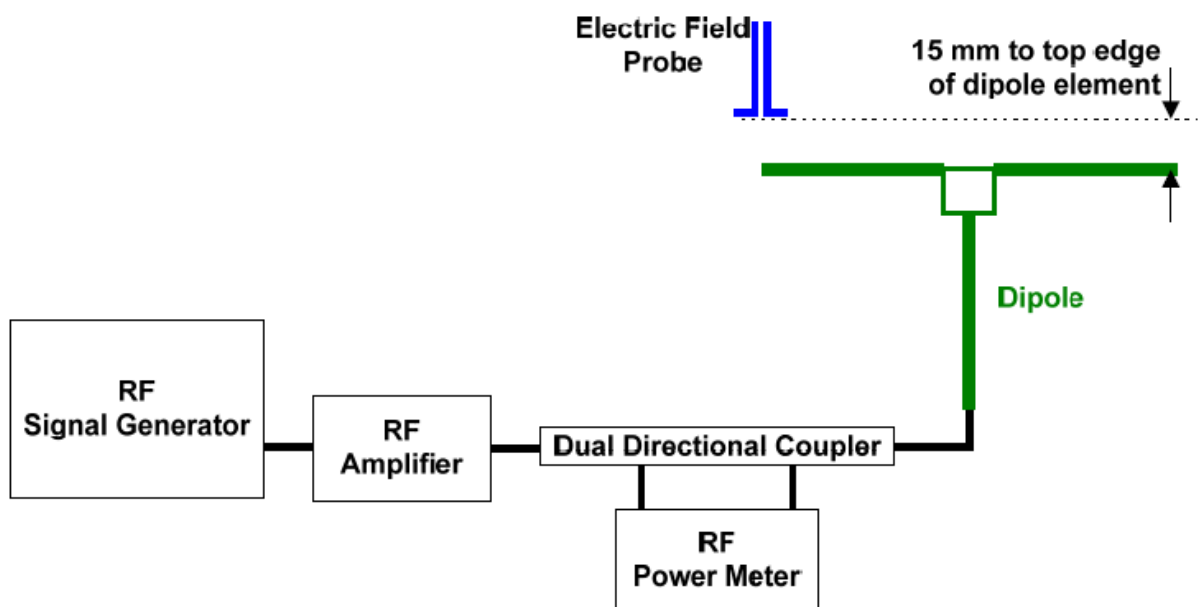 Electric Field
Probe
15 mm to top edge
of dipole element
Dipole
RF
Signal Generator
RF
Amplifier
Dual Directional Coupler
RF
Power Meter